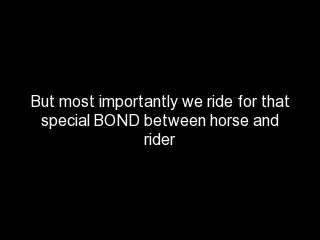 But most importantly we ride for that
special BOND between horse and
rider